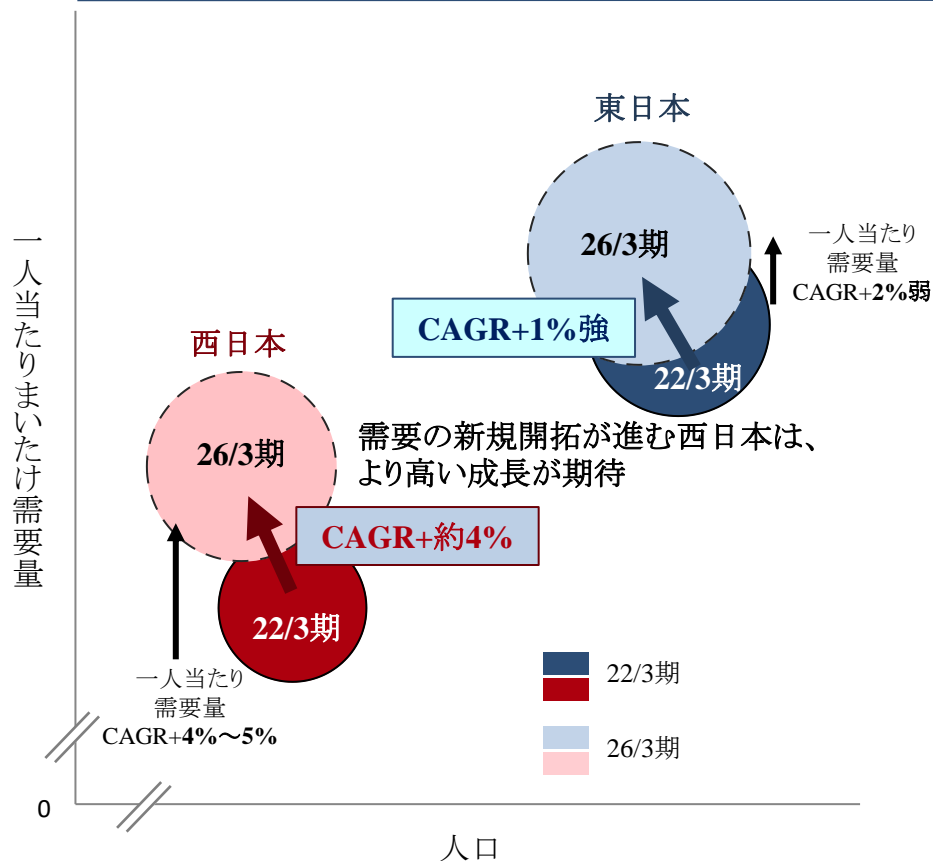 東日本
26/3期
一人当たり
需要量
CAGR+2%弱
CAGR+1%強
22/3期
西日本
26/3期
需要の新規開拓が進む西日本は、
より高い成長が期待
CAGR+約4%
22/3期
一人当たり
需要量
CAGR+4%～5%
22/3期
26/3期
一人当たりまいたけ需要量
0
人口